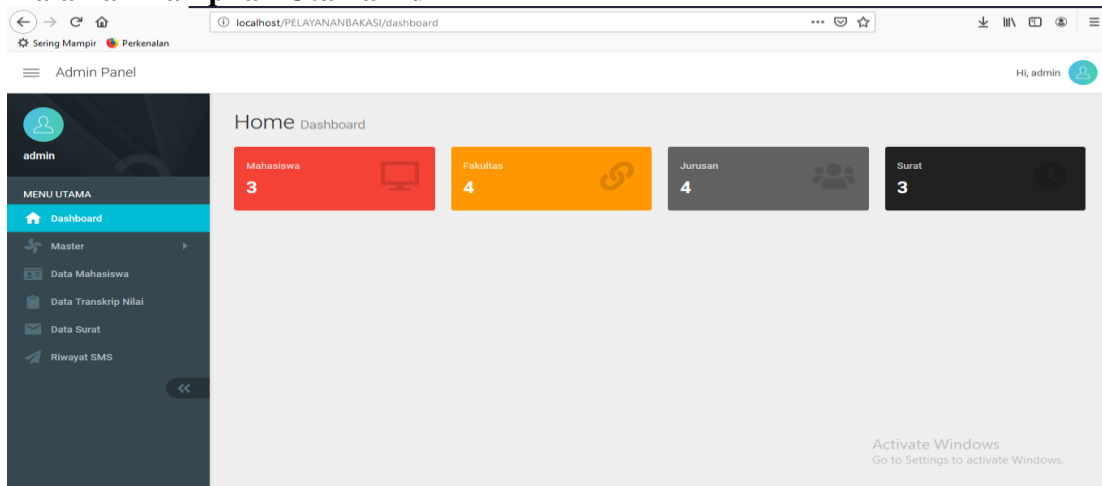 localhost/PELAYANANBAKASI/dashboard
Sering Mampir Perkenalan
Admin Panel
Hi, admin
admin
MENU UTAMA
Dashboard
Master
Data Mahasiswa
Data Transkrip Nilai
Data Surat
Riwayat SMS
Home Dashboard
Mahasiswa
3
Fakultas
4
Jurusan
4
Surat
3
Activate Windows
Go to Settings to activate Windows.